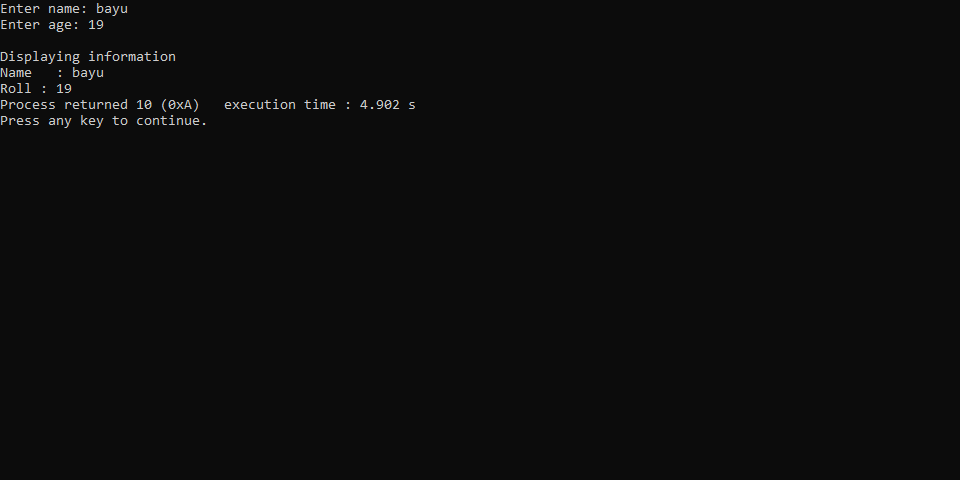 Enter name: bayu
Enter age: 19

Displaying information
Name   : bayu
Roll : 19
Process returned 10 (0xA)   execution time : 4.902 s
Press any key to continue.